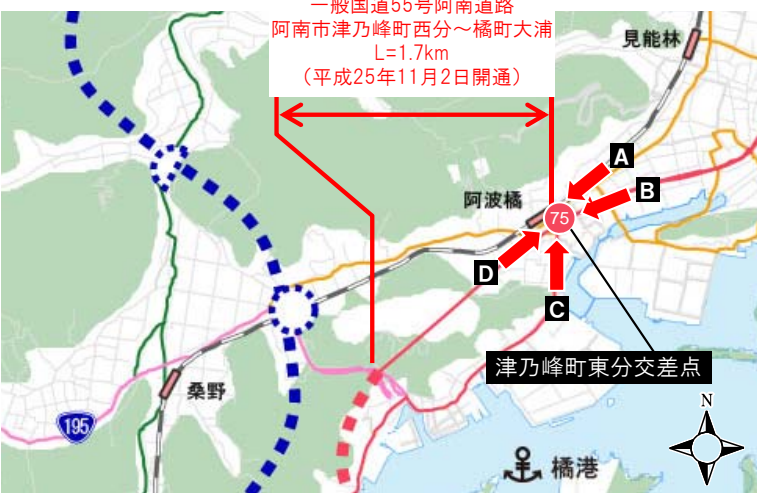 一般国道55号阿南道路
阿南市津乃峰町西分～橘町大浦
L=1.7km
（平成25年11月2日開通）
見能林
A
B
阿波橘
75
D
C
津乃峰町東分交差点
桑野
195
N
橘港